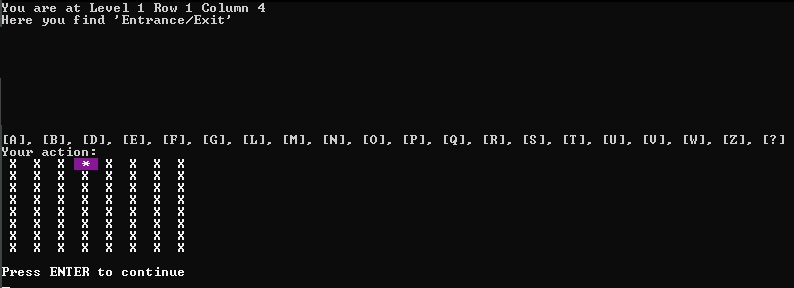 You are at Level 1 Row 1 Column 4
Here you find 'Entrance/Exit'
[A], [B], [D], [E], [F], [G], [L], [M], [N], [O], [P], [Q], [R], [S], [T], [U], [V], [W], [Z], [?]
Your action:
X X X * X X X X
X X X X X X X X
X X X X X X X X
X X X X X X X X
X X X X X X X X
X X X X X X X X
X X X X X X X X
X X X X X X X X
Press ENTER to continue